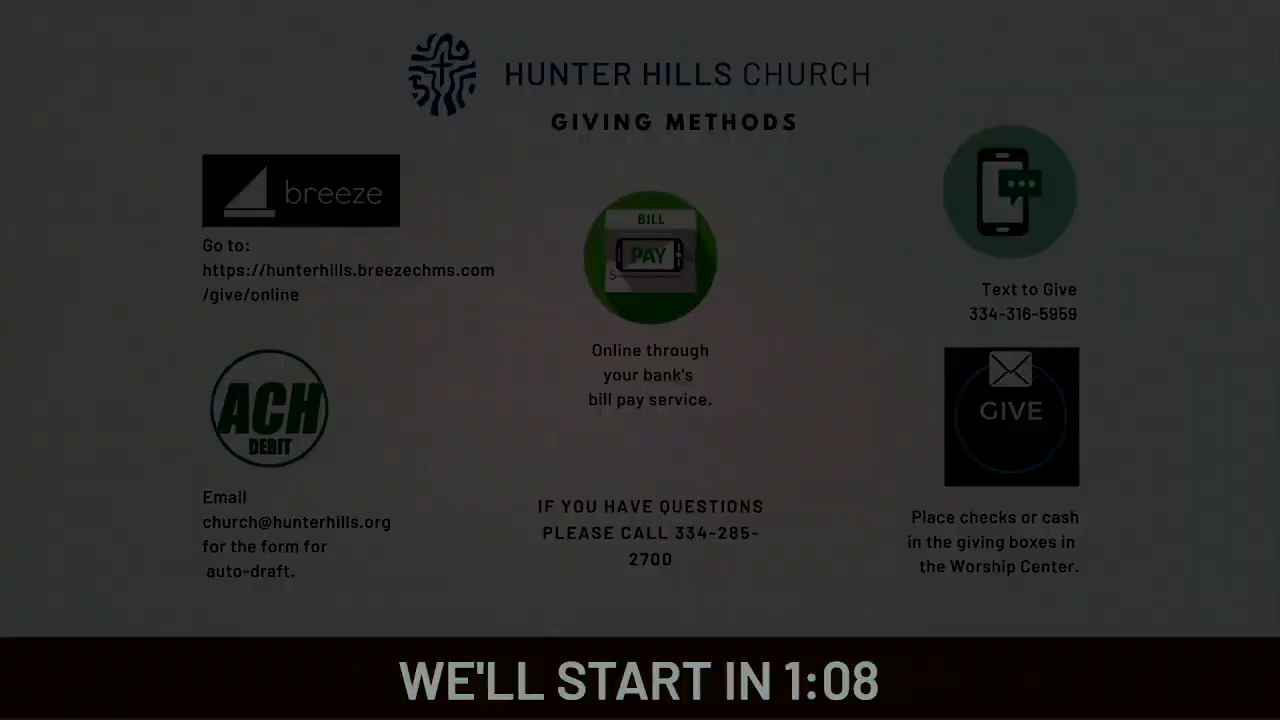 HUNTER HILLS CHURCH
GIVING METHODS
breeze
Go to:
https://hunterhills.breezechms.com
/give/online
BILL
PAY
$
Online through
your bank's
bill pay service.
Text to Give
334-316-5959
ACH
DEBIT
Email
church@hunterhills.org
for the form for
auto-draft.
IF YOU HAVE QUESTIONS
PLEASE CALL 334-285-
2700
GIVE
Place checks or cash
in the giving boxes in
the Worship Center.
WE'LL START IN 1:08